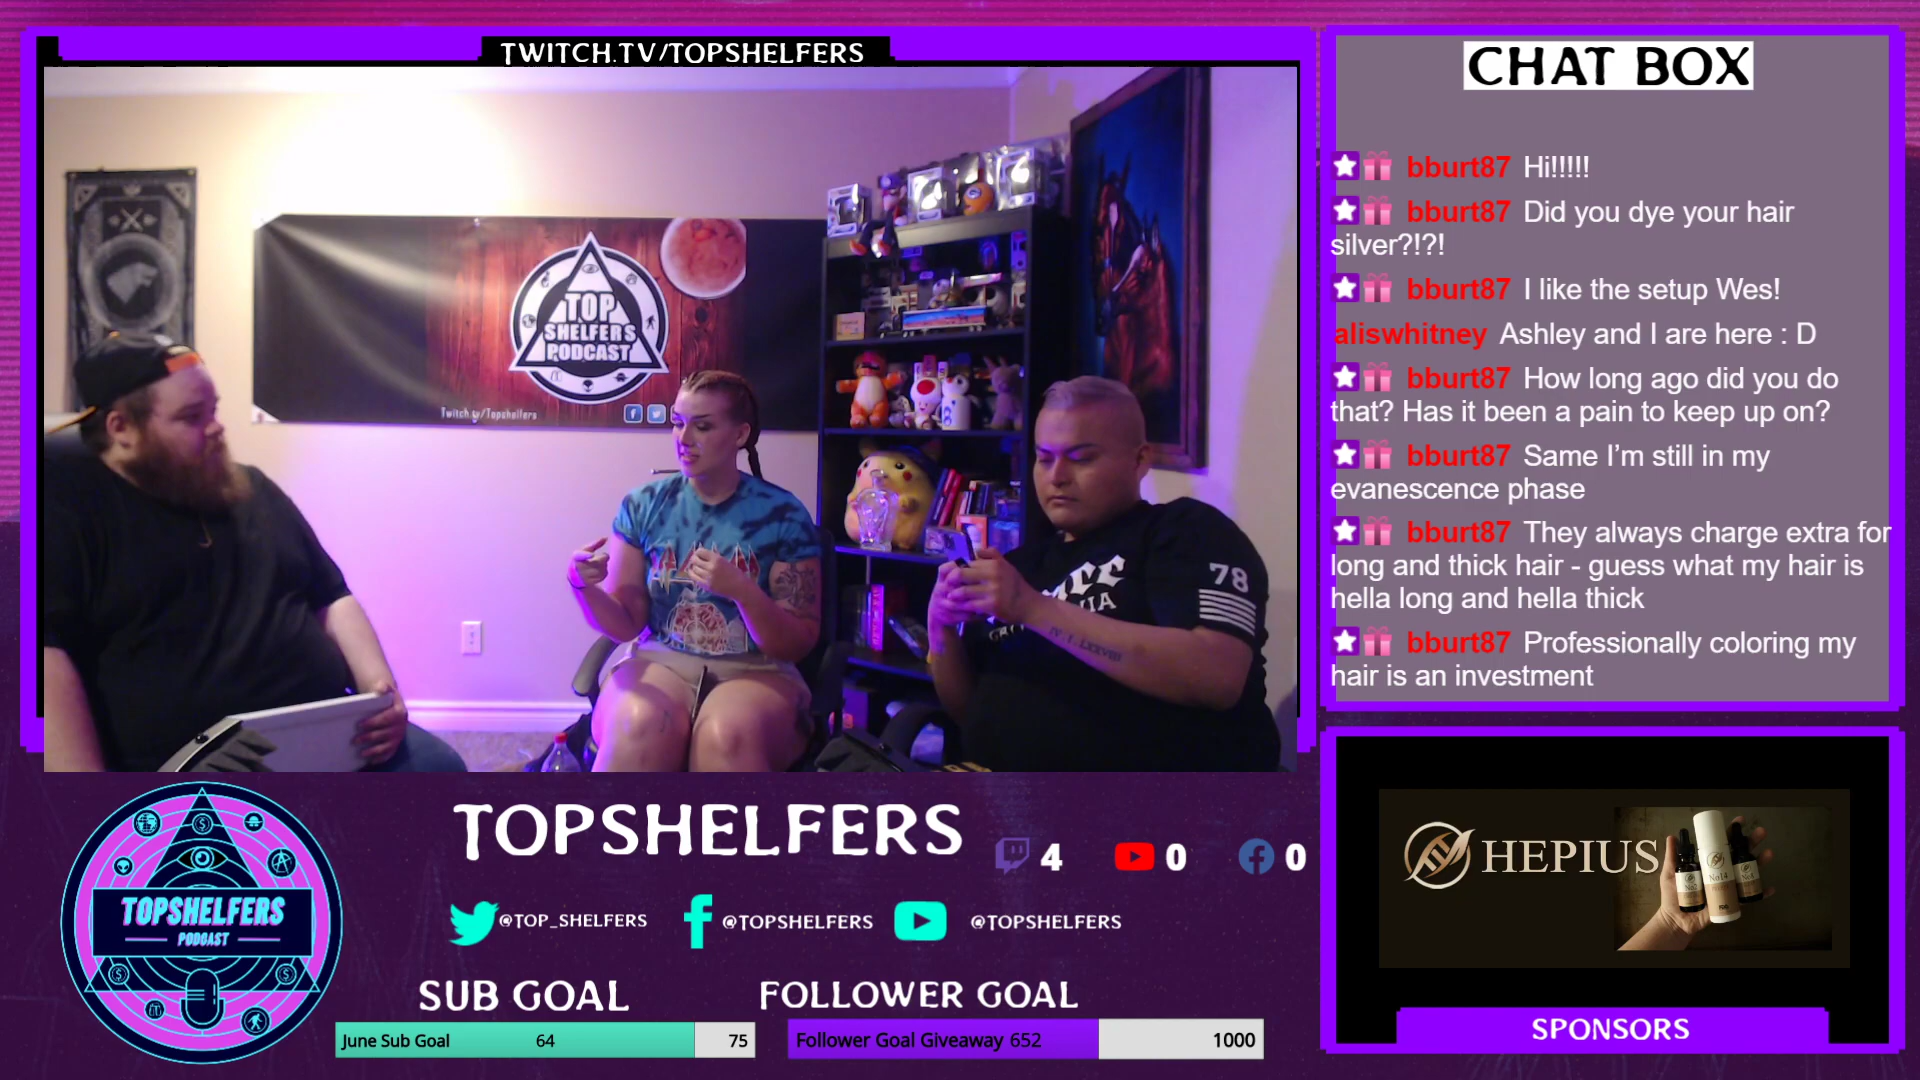 TWITCH.TV/TOPSHELFERS
TOP
SHELFERS
PODCAST
Twitch.tv/Topshelfers
78
CHAT BOX
bburt87 Hi!!!!!
bburt87 Did you dye your hair
silver?!?!
bburt87 I like the setup Wes!
aliswhitney Ashley and I are here : D
bburt87 How long ago did you do
that? Has it been a pain to keep up on?
bburt87 Same I’m still in my
evanescence phase
bburt87 They always charge extra for
long and thick hair - guess what my hair is
hella long and hella thick
bburt87 Professionally coloring my
hair is an investment
TOPSHELFERS
PODCAST
TOPSHELFERS
4
0
0
@TOP_SHELFERS
@TOPSHELFERS
@TOPSHELFERS
SUB GOAL
June Sub Goal 64 75
FOLLOWER GOAL
Follower Goal Giveaway 652 1000
HEPIUS
No14
SPONSORS